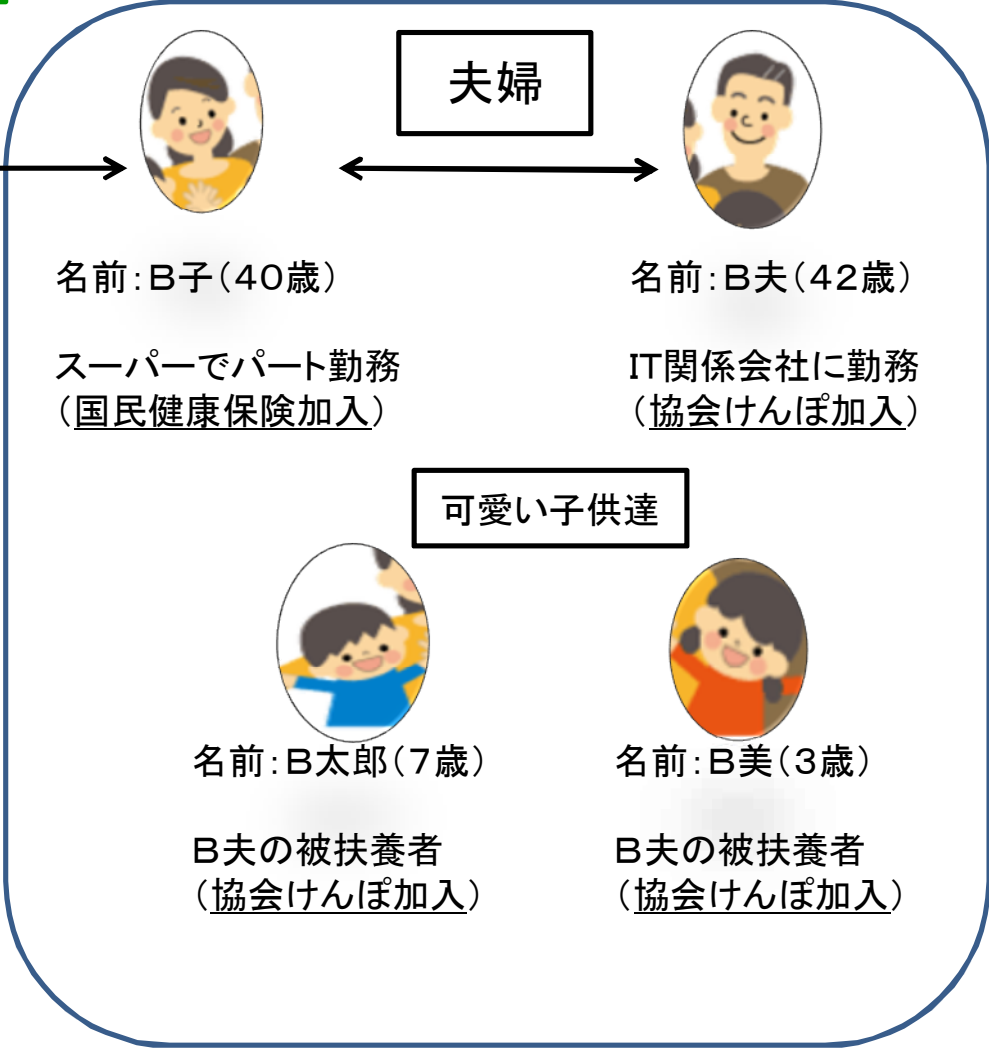 夫婦
名前:B子(40歳)
名前:B夫(42歳)
スーパーでパート勤務
(国民健康保険加入)
IT関係会社に勤務
(協会けんぽ加入)
可愛い子供達
名前:B太郎(7歳)
名前:B美(3歳)
B夫の被扶養者
(協会けんぽ加入)
B夫の被扶養者
(協会けんぽ加入)